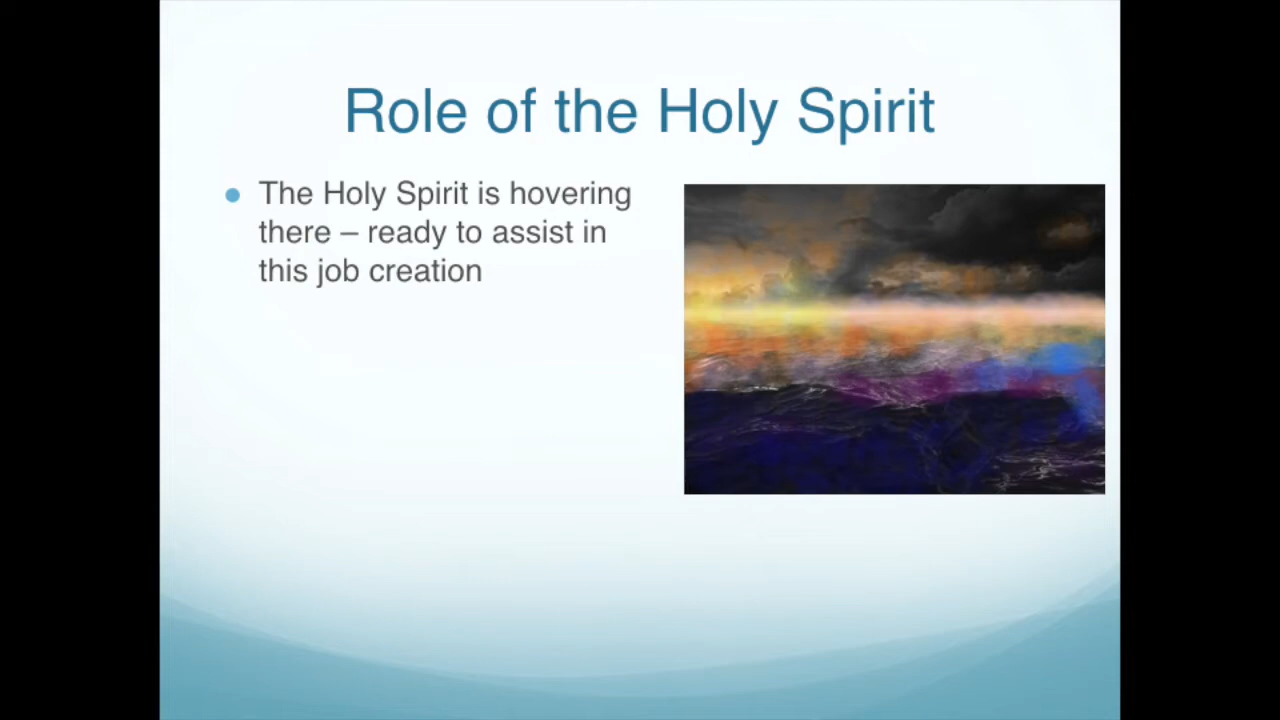 Role of the Holy Spirit
The Holy Spirit is hovering
there – ready to assist in
this job creation